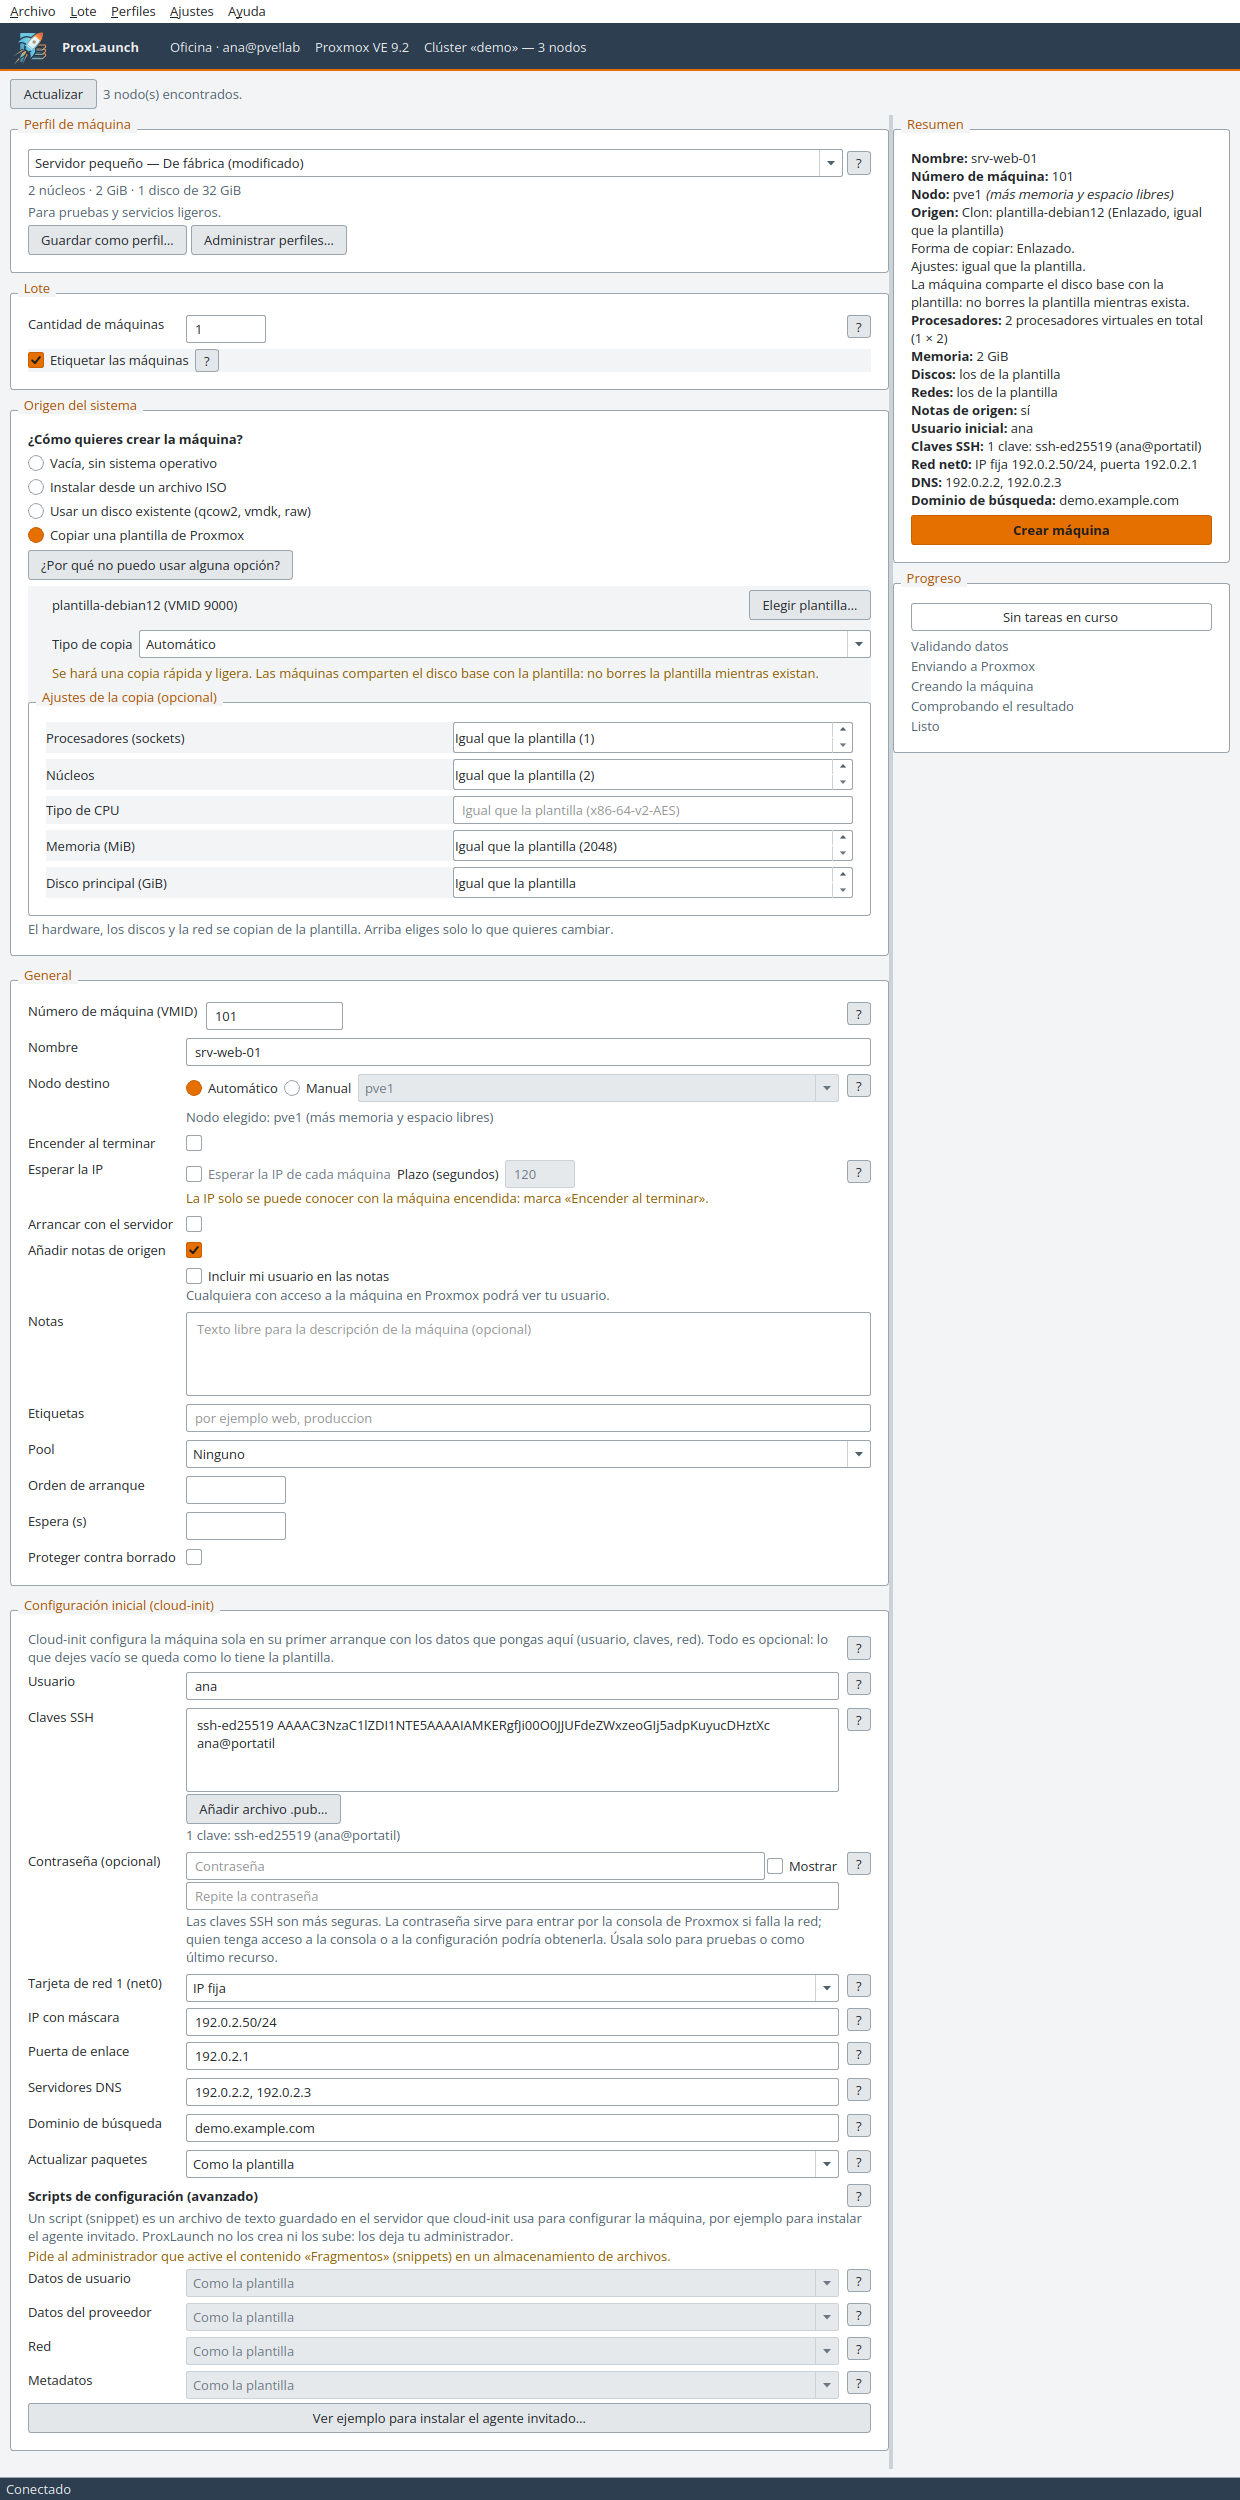 Archivo Lote Perfiles Ajustes Ayuda
ProxLaunch Oficina · ana@pve!lab Proxmox VE 9.2 Clúster «demo» — 3 nodos
Actualizar 3 nodo(s) encontrados.
Perfil de máquina
Servidor pequeño — De fábrica (modificado) ?
2 núcleos · 2 GiB · 1 disco de 32 GiB
Para pruebas y servicios ligeros.
Guardar como perfil... Administrar perfiles...
Lote
Cantidad de máquinas 1 ?
Etiquetar las máquinas ?
Origen del sistema
¿Cómo quieres crear la máquina?
Vacía, sin sistema operativo
Instalar desde un archivo ISO
Usar un disco existente (qcow2, vmdk, raw)
Copiar una plantilla de Proxmox
¿Por qué no puedo usar alguna opción?
plantilla-debian12 (VMID 9000) Elegir plantilla...
Tipo de copia Automático
Se hará una copia rápida y ligera. Las máquinas comparten el disco base con la plantilla: no borres la plantilla mientras existan.
Ajustes de la copia (opcional)
Procesadores (sockets) Igual que la plantilla (1)
Núcleos Igual que la plantilla (2)
Tipo de CPU Igual que la plantilla (x86-64-v2-AES)
Memoria (MiB) Igual que la plantilla (2048)
Disco principal (GiB) Igual que la plantilla
El hardware, los discos y la red se copian de la plantilla. Arriba eliges solo lo que quieres cambiar.
General
Número de máquina (VMID) 101 ?
Nombre srv-web-01
Nodo destino Automático Manual pve1 ?
Nodo elegido: pve1 (más memoria y espacio libres)
Encender al terminar
Esperar la IP Esperar la IP de cada máquina Plazo (segundos) 120 ?
La IP solo se puede conocer con la máquina encendida: marca «Encender al terminar».
Arrancar con el servidor
Añadir notas de origen
Incluir mi usuario en las notas
Cualquiera con acceso a la máquina en Proxmox podrá ver tu usuario.
Notas Texto libre para la descripción de la máquina (opcional)
Etiquetas por ejemplo web, produccion
Pool Ninguno
Orden de arranque
Espera (s)
Proteger contra borrado
Configuración inicial (cloud-init)
Cloud-init configura la máquina sola en su primer arranque con los datos que pongas aquí (usuario, claves, red). Todo es opcional: lo
que dejes vacío se queda como lo tiene la plantilla. ?
Usuario ana ?
Claves SSH ssh-ed25519 AAAAC3NzaC1lZDI1NTE5AAAAIAMKERgfJi00O0JJUFdeZWxzeoGIj5adpKuyucDHztXc ?
ana@portatil
Añadir archivo .pub...
1 clave: ssh-ed25519 (ana@portatil)
Contraseña (opcional) Contraseña Mostrar ?
Repite la contraseña
Las claves SSH son más seguras. La contraseña sirve para entrar por la consola de Proxmox si falla la red;
quien tenga acceso a la consola o a la configuración podría obtenerla. Úsala solo para pruebas o como
último recurso.
Tarjeta de red 1 (net0) IP fija ?
IP con máscara 192.0.2.50/24 ?
Puerta de enlace 192.0.2.1 ?
Servidores DNS 192.0.2.2, 192.0.2.3 ?
Dominio de búsqueda demo.example.com ?
Actualizar paquetes Como la plantilla ?
Scripts de configuración (avanzado) ?
Un script (snippet) es un archivo de texto guardado en el servidor que cloud-init usa para configurar la máquina, por ejemplo para instalar
el agente invitado. ProxLaunch no los crea ni los sube: los deja tu administrador.
Pide al administrador que active el contenido «Fragmentos» (snippets) en un almacenamiento de archivos.
Datos de usuario Como la plantilla ?
Datos del proveedor Como la plantilla ?
Red Como la plantilla ?
Metadatos Como la plantilla ?
Ver ejemplo para instalar el agente invitado...
Resumen
Nombre: srv-web-01
Número de máquina: 101
Nodo: pve1 (más memoria y espacio libres)
Origen: Clon: plantilla-debian12 (Enlazado, igual
que la plantilla)
Forma de copiar: Enlazado.
Ajustes: igual que la plantilla.
La máquina comparte el disco base con la
plantilla: no borres la plantilla mientras exista.
Procesadores: 2 procesadores virtuales en total
(1 × 2)
Memoria: 2 GiB
Discos: los de la plantilla
Redes: los de la plantilla
Notas de origen: sí
Usuario inicial: ana
Claves SSH: 1 clave: ssh-ed25519 (ana@portatil)
Red net0: IP fija 192.0.2.50/24, puerta 192.0.2.1
DNS: 192.0.2.2, 192.0.2.3
Dominio de búsqueda: demo.example.com
Crear máquina
Progreso
Sin tareas en curso
Validando datos
Enviando a Proxmox
Creando la máquina
Comprobando el resultado
Listo
Conectado